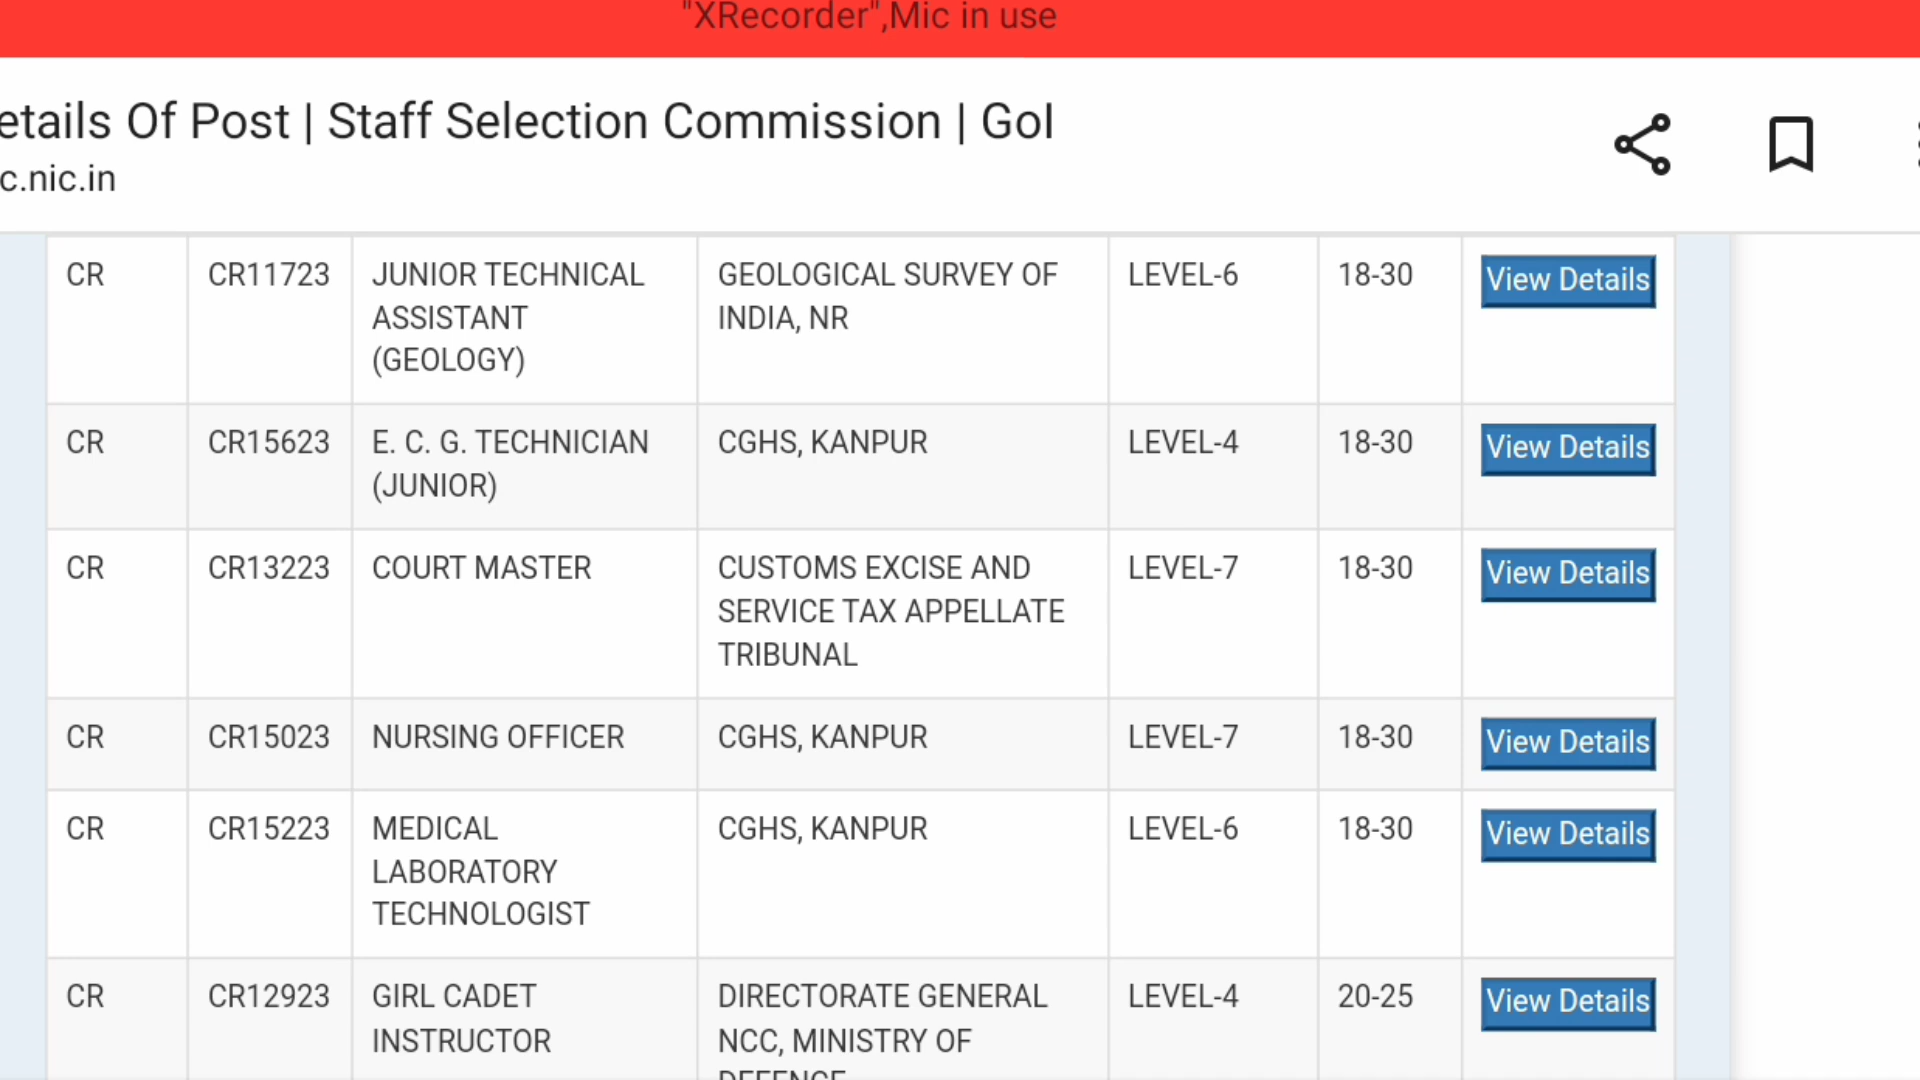 "XRecorder",Mic in use
etails Of Post | Staff Selection Commission | GoI
c.nic.in
CR CR11723 JUNIOR TECHNICAL GEOLOGICAL SURVEY OF LEVEL-6 18-30 View Details
ASSISTANT INDIA, NR
(GEOLOGY)
CR CR15623 E. C. G. TECHNICIAN CGHS, KANPUR LEVEL-4 18-30 View Details
(JUNIOR)
CR CR13223 COURT MASTER CUSTOMS EXCISE AND LEVEL-7 18-30 View Details
SERVICE TAX APPELLATE
TRIBUNAL
CR CR15023 NURSING OFFICER CGHS, KANPUR LEVEL-7 18-30 View Details
CR CR15223 MEDICAL CGHS, KANPUR LEVEL-6 18-30 View Details
LABORATORY
TECHNOLOGIST
CR CR12923 GIRL CADET DIRECTORATE GENERAL LEVEL-4 20-25 View Details
INSTRUCTOR NCC, MINISTRY OF
DEFENCE